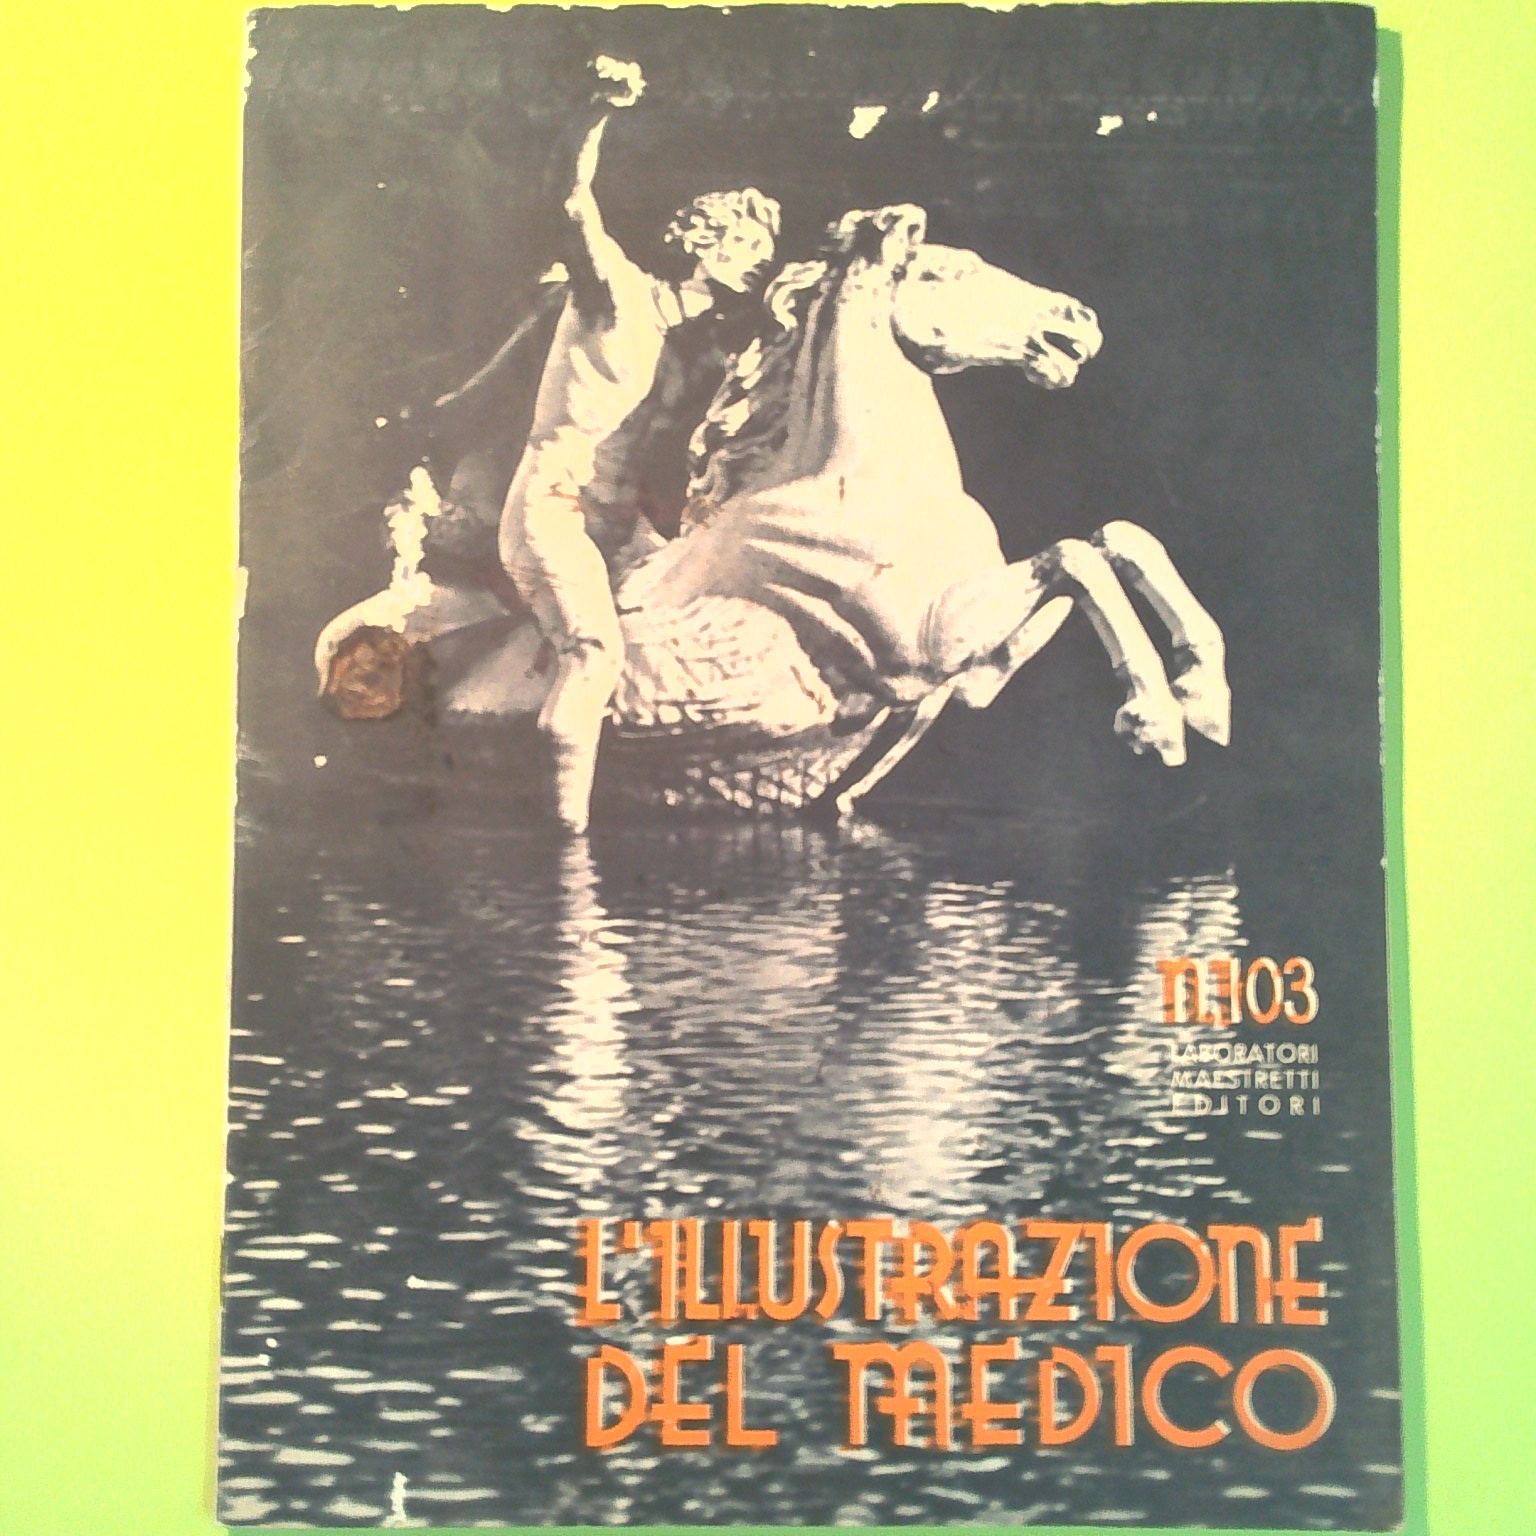 N.103
LABORATORI
MAESTRETTI
EDITORI
L'ILLUSTRAZIONE
DEL MEDICO